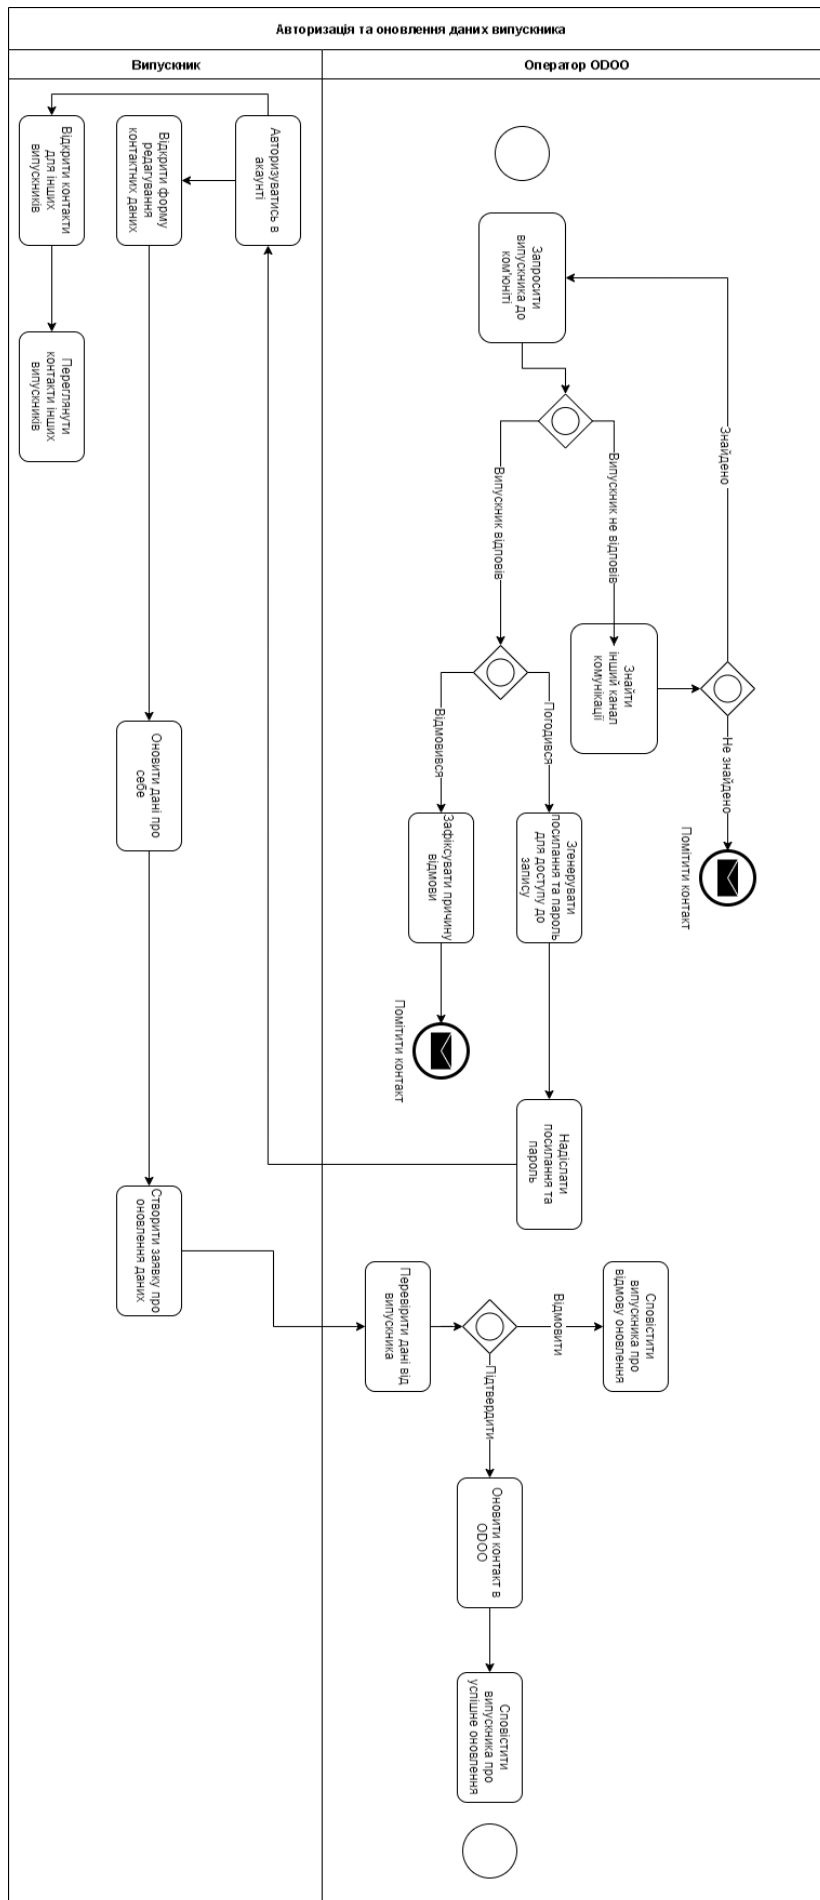 Авторизація та оновлення даних випускника
Випускник
Оператор ODOO
Запросити
випускника до
ком'юніті
Випускник відповів
Випускник не відповів
Знайти
інший канал
комунікації
Знайдено
Не знайдено
Помітити контакт
Відмовився
Погодився
Зафіксувати причину
відмови
Помітити контакт
Згенерувати
посилання та пароль
для доступу до
запису
Надіслати
посилання та
пароль
Авторизуватись в
акаунті
Відкрити форму
редагування
контактних даних
Відкрити контакти
для інших
випускників
Переглянути
контакти інших
випускників
Оновити дані про
себе
Створити заявку про
оновлення даних
Перевірити дані від
випускника
Відмовити
Підтвердити
Сповістити
випускника про
відмову оновлення
Оновити контакт в
ODOO
Сповістити
випускника про
успішне оновлення